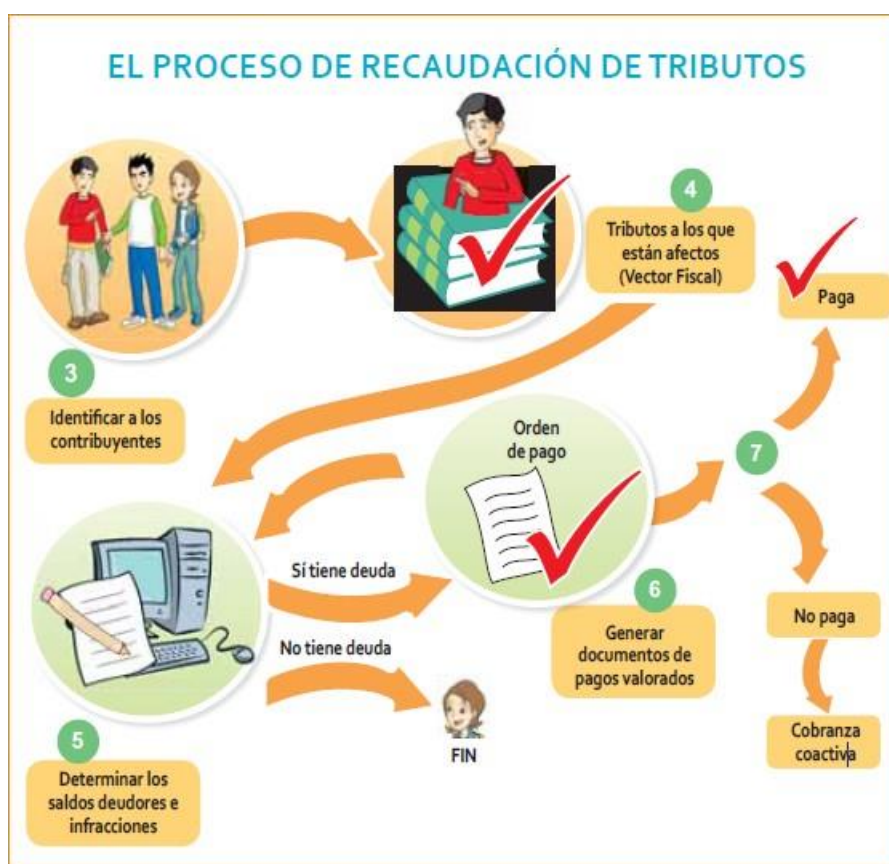 EL PROCESO DE RECAUDACIÓN DE TRIBUTOS
3
Identificar a los
contribuyentes
4
Tributos a los que
están afectos
(Vector Fiscal)
Paga
Orden
de pago
7
Sí tiene deuda
No tiene deuda
6
Generar
documentos de
pagos valorados
No paga
FIN
Cobranza
coactiva
5
Determinar los
saldos deudores e
infracciones